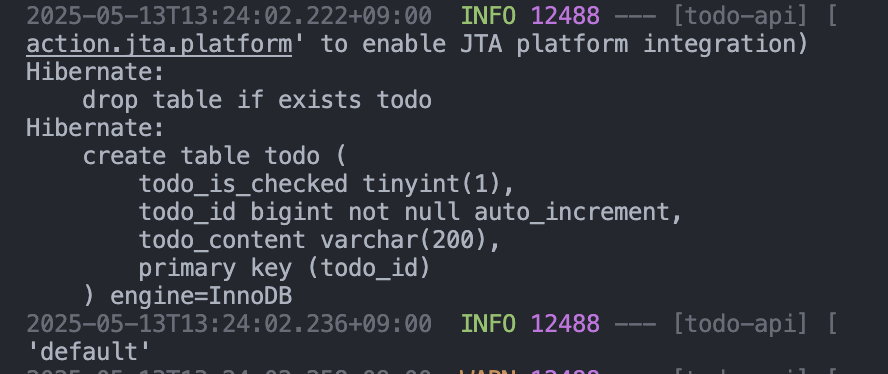 2025-05-13T13:24:02.222+09:00  INFO 12488 --- [todo-api] [
action.jta.platform' to enable JTA platform integration)
Hibernate:
    drop table if exists todo
Hibernate:
    create table todo (
        todo_is_checked tinyint(1),
        todo_id bigint not null auto_increment,
        todo_content varchar(200),
        primary key (todo_id)
    ) engine=InnoDB
2025-05-13T13:24:02.236+09:00  INFO 12488 --- [todo-api] [
'default'